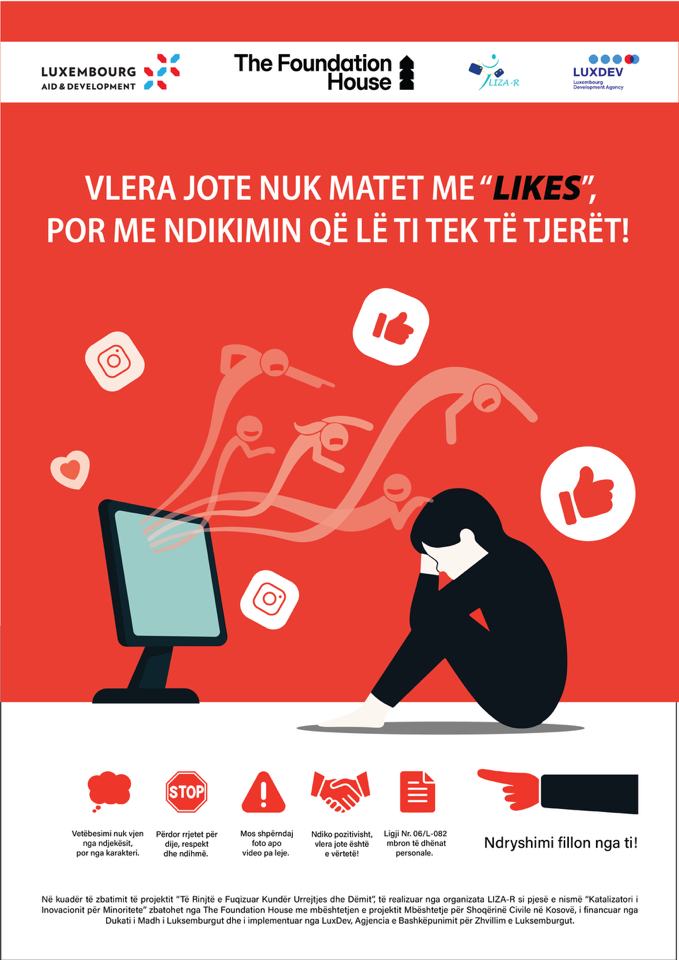 LUXEMBOURG
AID & DEVELOPMENT
The Foundation
House
LIZA-R
LUXDEV
Luxembourg
Development Agency
VLERA JOTE NUK MATET ME “LIKES”,
POR ME NDIKIMIN QË LË TI TEK TË TJERËT!
Vetëbesimi nuk vjen
nga ndjekësit,
por nga karakteri.
STOP
Përdor rrjetet për
dije, respekt
dhe ndihmë.
Mos shpërndaj
foto apo
video pa leje.
Ndiko pozitivisht,
vlera jote është
e vërtetë!
Ligji Nr. 06/L-082
mbron të dhënat
personale.
Ndryshimi fillon nga ti!
Në kuadër të zbatimit të projektit “Të Rinjtë e Fuqizuar Kundër Urrejtjes dhe Dëmit”, të realizuar nga organizata LIZA-R si pjesë e nismë “Katalizatori i
Inovacionit për Minoritete” zbatohet nga The Foundation House me mbështetjen e projektit Mbështetje për Shoqërinë Civile në Kosovë, i financuar nga
Dukati i Madh i Luksemburgut dhe i implementuar nga LuxDev, Agjencia e Bashkëpunimit për Zhvillim e Luksemburgut.